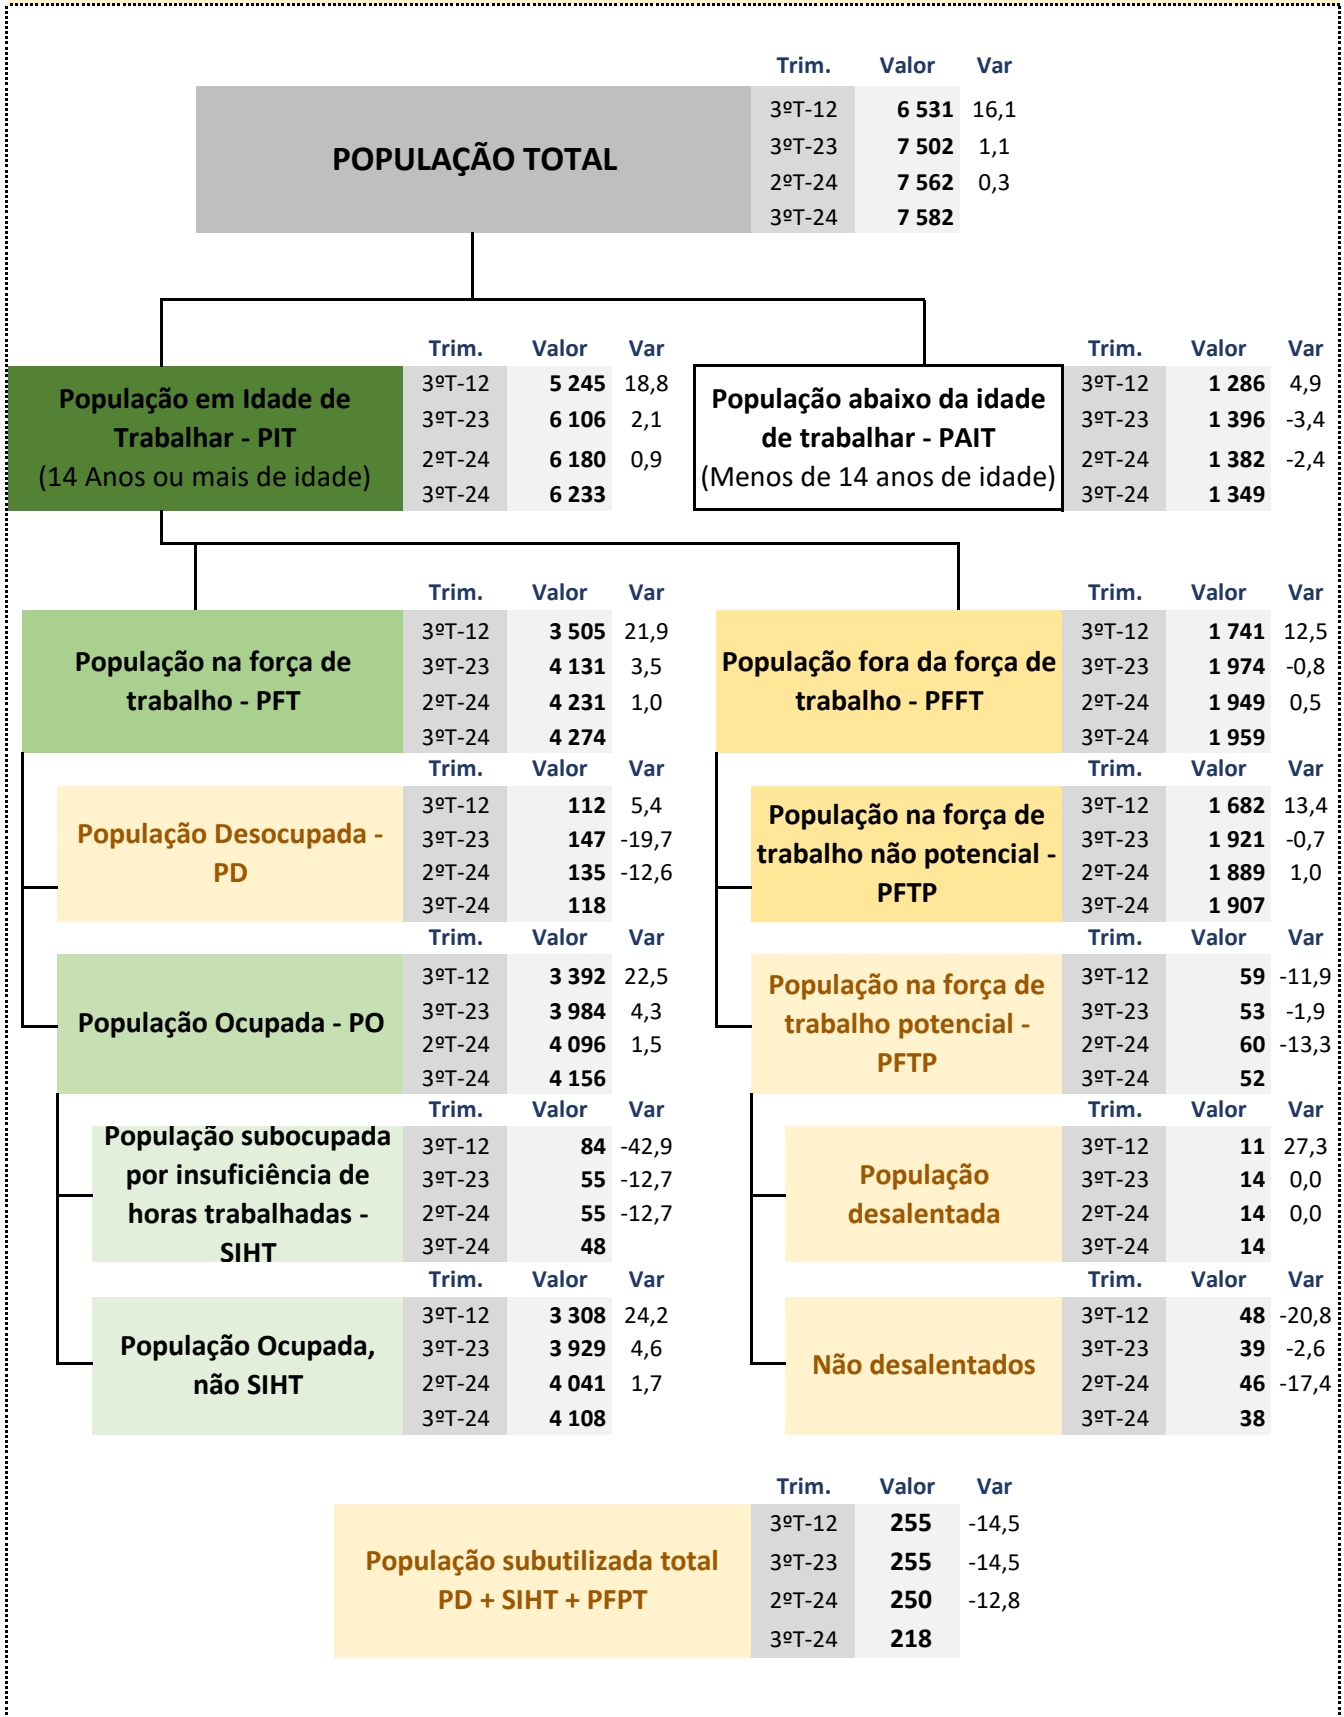 Trim. Valor Var
POPULAÇÃO TOTAL
3ºT-12 6 531 16,1
3ºT-23 7 502 1,1
2ºT-24 7 562 0,3
3ºT-24 7 582
Trim. Valor Var
População em Idade de
Trabalhar - PIT
(14 Anos ou mais de idade)
3ºT-12 5 245 18,8
3ºT-23 6 106 2,1
2ºT-24 6 180 0,9
3ºT-24 6 233
Trim. Valor Var
População abaixo da idade
de trabalhar - PAIT
(Menos de 14 anos de idade)
3ºT-12 1 286 4,9
3ºT-23 1 396 -3,4
2ºT-24 1 382 -2,4
3ºT-24 1 349
Trim. Valor Var
População na força de
trabalho - PFT
3ºT-12 3 505 21,9
3ºT-23 4 131 3,5
2ºT-24 4 231 1,0
3ºT-24 4 274
Trim. Valor Var
População fora da força de
trabalho - PFFT
3ºT-12 1 741 12,5
3ºT-23 1 974 -0,8
2ºT-24 1 949 0,5
3ºT-24 1 959
Trim. Valor Var
População Desocupada -
PD
3ºT-12 112 5,4
3ºT-23 147 -19,7
2ºT-24 135 -12,6
3ºT-24 118
Trim. Valor Var
População na força de
trabalho não potencial -
PFTP
3ºT-12 1 682 13,4
3ºT-23 1 921 -0,7
2ºT-24 1 889 1,0
3ºT-24 1 907
Trim. Valor Var
População Ocupada - PO
3ºT-12 3 392 22,5
3ºT-23 3 984 4,3
2ºT-24 4 096 1,5
3ºT-24 4 156
Trim. Valor Var
População na força de
trabalho potencial -
PFTP
3ºT-12 59 -11,9
3ºT-23 53 -1,9
2ºT-24 60 -13,3
3ºT-24 52
Trim. Valor Var
População subocupada
por insuficiência de
horas trabalhadas -
SIHT
3ºT-12 84 -42,9
3ºT-23 55 -12,7
2ºT-24 55 -12,7
3ºT-24 48
Trim. Valor Var
População
desalentada
3ºT-12 11 27,3
3ºT-23 14 0,0
2ºT-24 14 0,0
3ºT-24 14
Trim. Valor Var
População Ocupada,
não SIHT
3ºT-12 3 308 24,2
3ºT-23 3 929 4,6
2ºT-24 4 041 1,7
3ºT-24 4 108
Trim. Valor Var
Não desalentados
3ºT-12 48 -20,8
3ºT-23 39 -2,6
2ºT-24 46 -17,4
3ºT-24 38
Trim. Valor Var
População subutilizada total
PD + SIHT + PFPT
3ºT-12 255 -14,5
3ºT-23 255 -14,5
2ºT-24 250 -12,8
3ºT-24 218